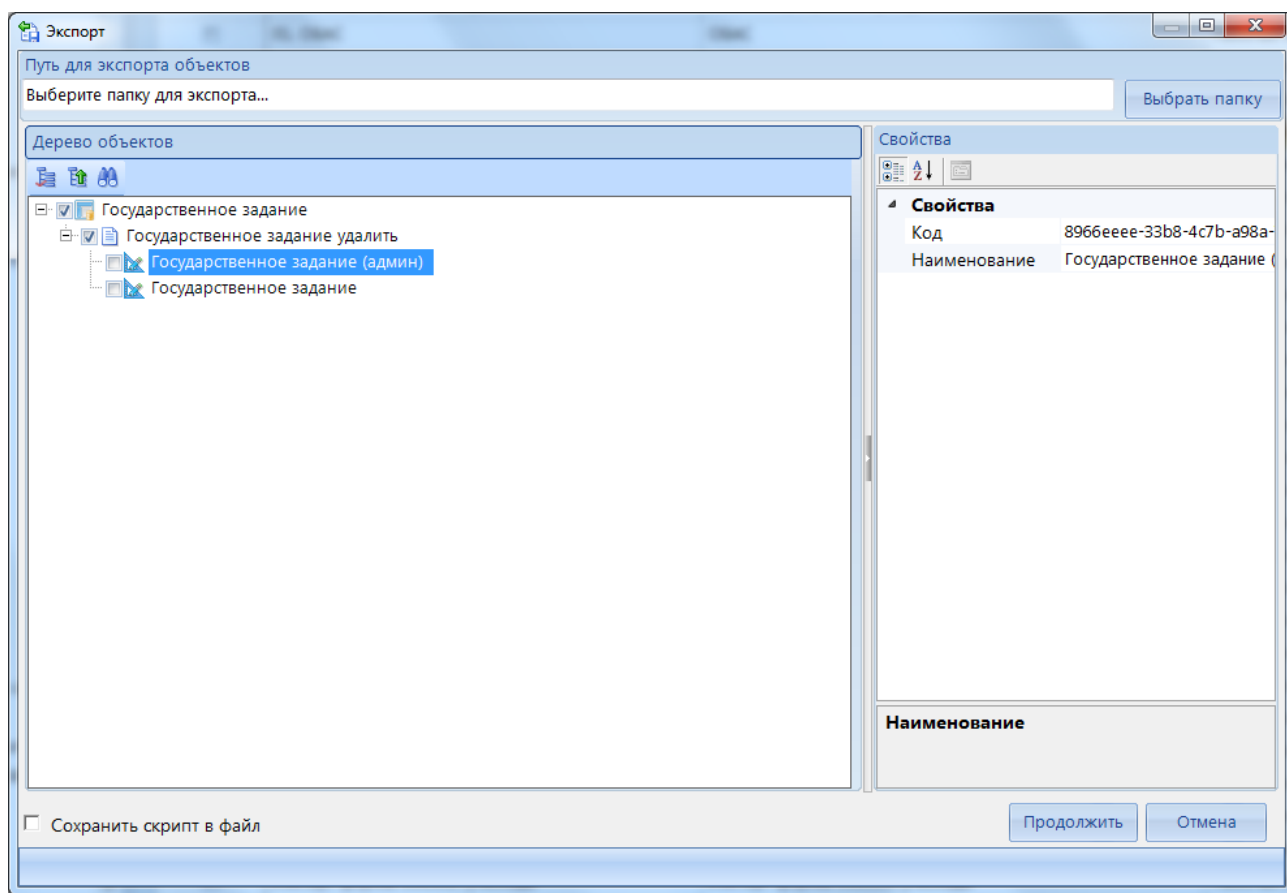 Экспорт
Путь для экспорта объектов
Выберите папку для экспорта...
Выбрать папку
Дерево объектов
Государственное задание
Государственное задание удалить
Государственное задание (админ)
Государственное задание
Свойства
Свойства
Код 8966eeee-33b8-4c7b-a98a-
Наименование Государственное задание (
Наименование
Сохранить скрипт в файл
Продолжить
Отмена